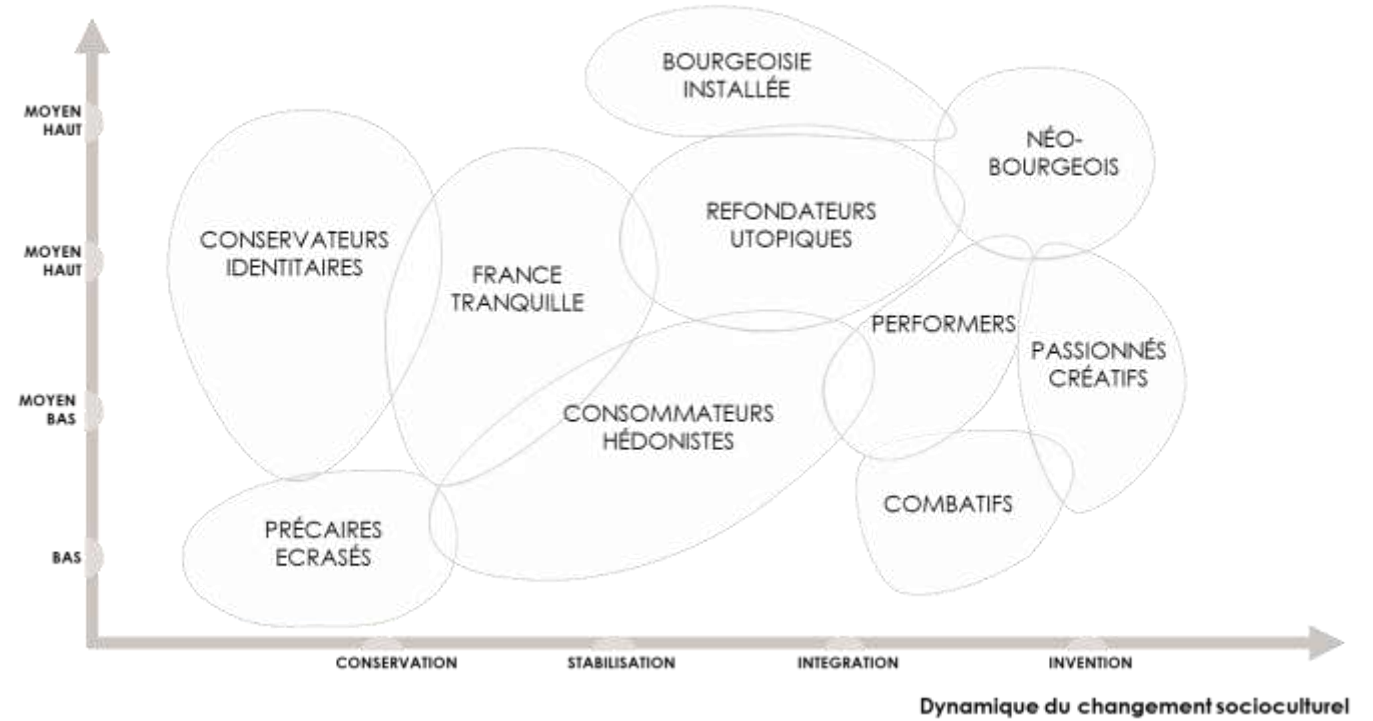 BOURGEOISIE
INSTALLÉE
MOYEN
HAUT
NÉO-
BOURGEOIS
REFONDATEURS
UTOPIQUES
CONSERVATEURS
IDENTITAIRES
MOYEN
HAUT
FRANCE
TRANQUILLE
PERFORMERS
PASSIONNÉS
CRÉATIFS
MOYEN
BAS
CONSOMMATEURS
HÉDONISTES
COMBATIFS
PRÉCAIRES
ECRASÉS
BAS
CONSERVATION
STABILISATION
INTEGRATION
INVENTION
Dynamique du changement socioculturel